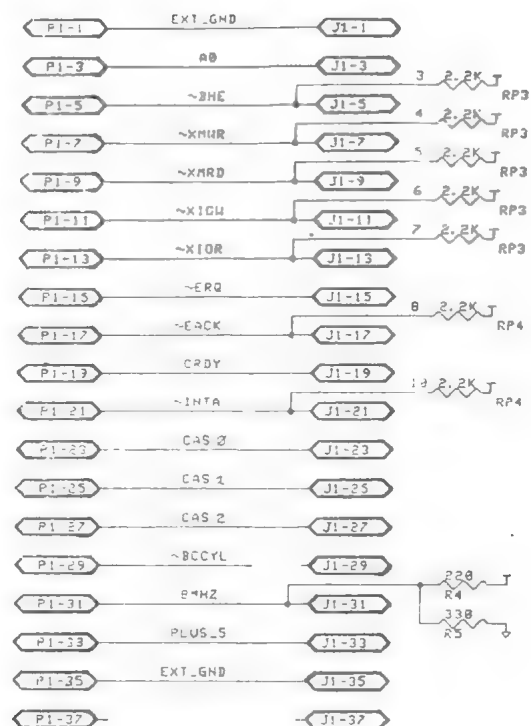 P1-1 EXT_GND J1-1
P1-3 A0 J1-3
3 2.2K
RP3
P1-5 ~BHE J1-5
4 2.2K
RP3
P1-7 ~XMWR J1-7
5 2.2K
RP3
P1-9 ~XMRD J1-9
6 2.2K
RP3
P1-11 ~XIOW J1-11
7 2.2K
RP3
P1-13 ~XIOR J1-13
P1-15 ~ERQ J1-15
8 2.2K
RP4
P1-17 ~EACK J1-17
P1-19 CRDY J1-19
10 2.2K
RP4
P1-21 ~INTA J1-21
P1-23 CAS 0 J1-23
P1-25 CAS 1 J1-25
P1-27 CAS 2 J1-27
P1-29 ~BCCYL J1-29
220
R4
P1-31 8MHZ J1-31
330
R5
P1-33 PLUS_5 J1-33
P1-35 EXT_GND J1-35
P1-37 J1-37